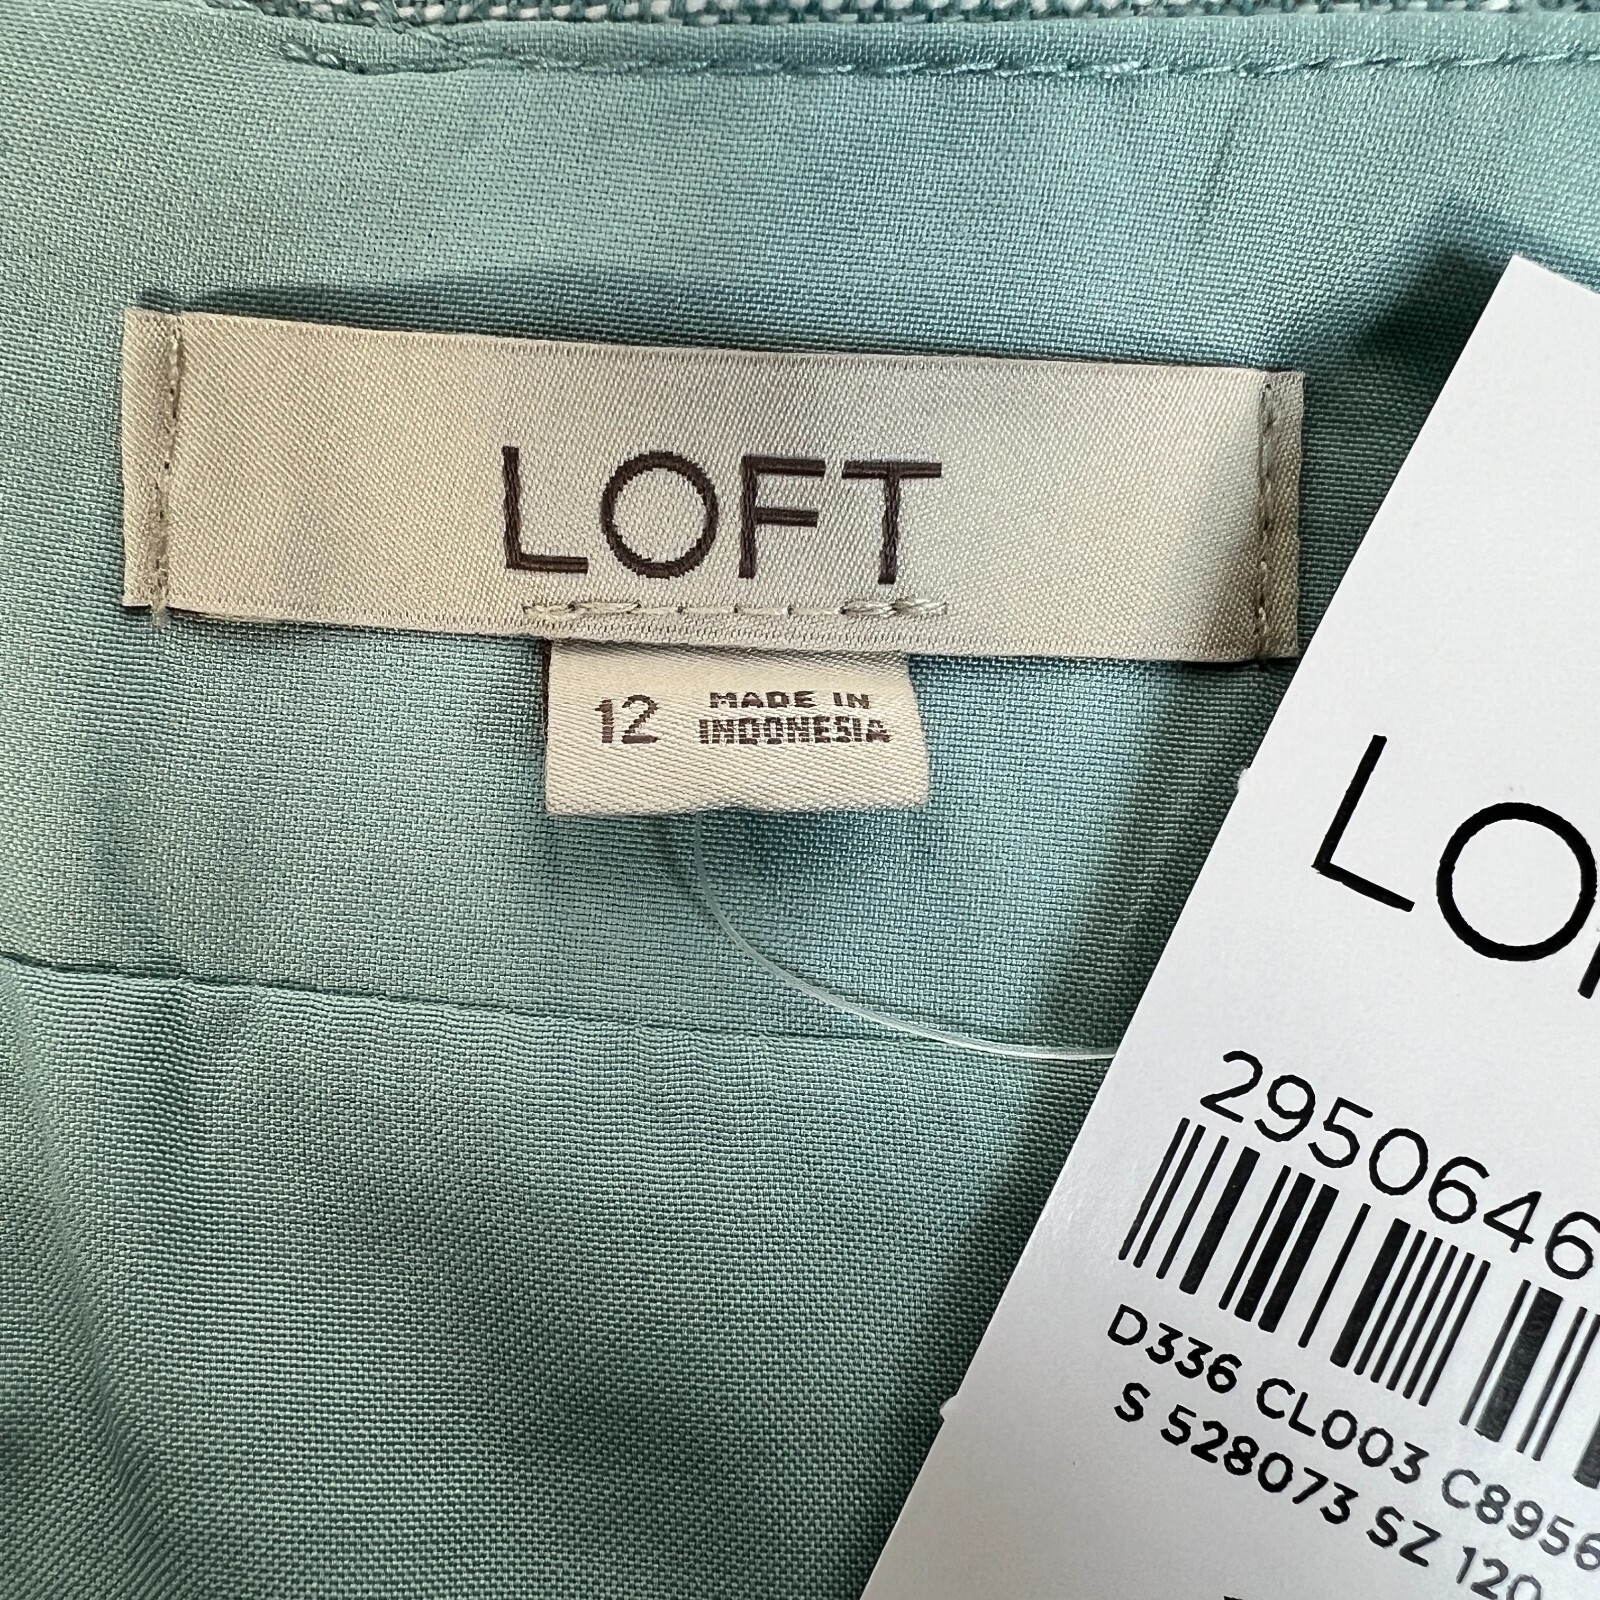 LOFT
12 MADE IN
INDONESIA
LO
2950646
D336 CL003 C8956
S 528073 SZ 120